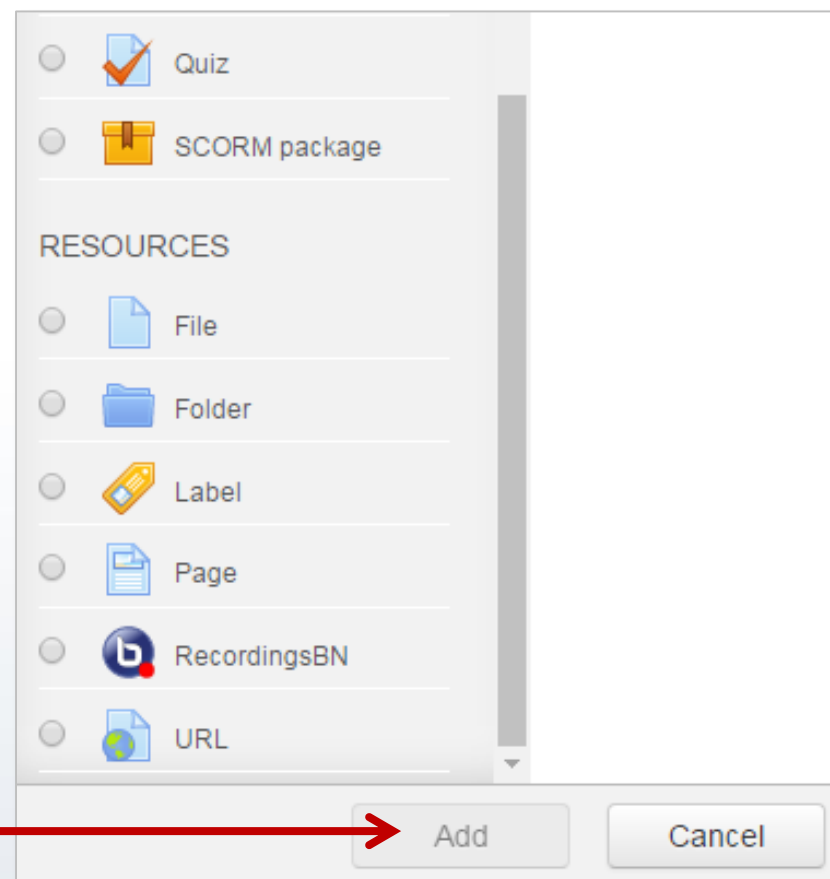 Quiz
SCORM package
RESOURCES
File
Folder
Label
Page
RecordingsBN
URL
Add Cancel